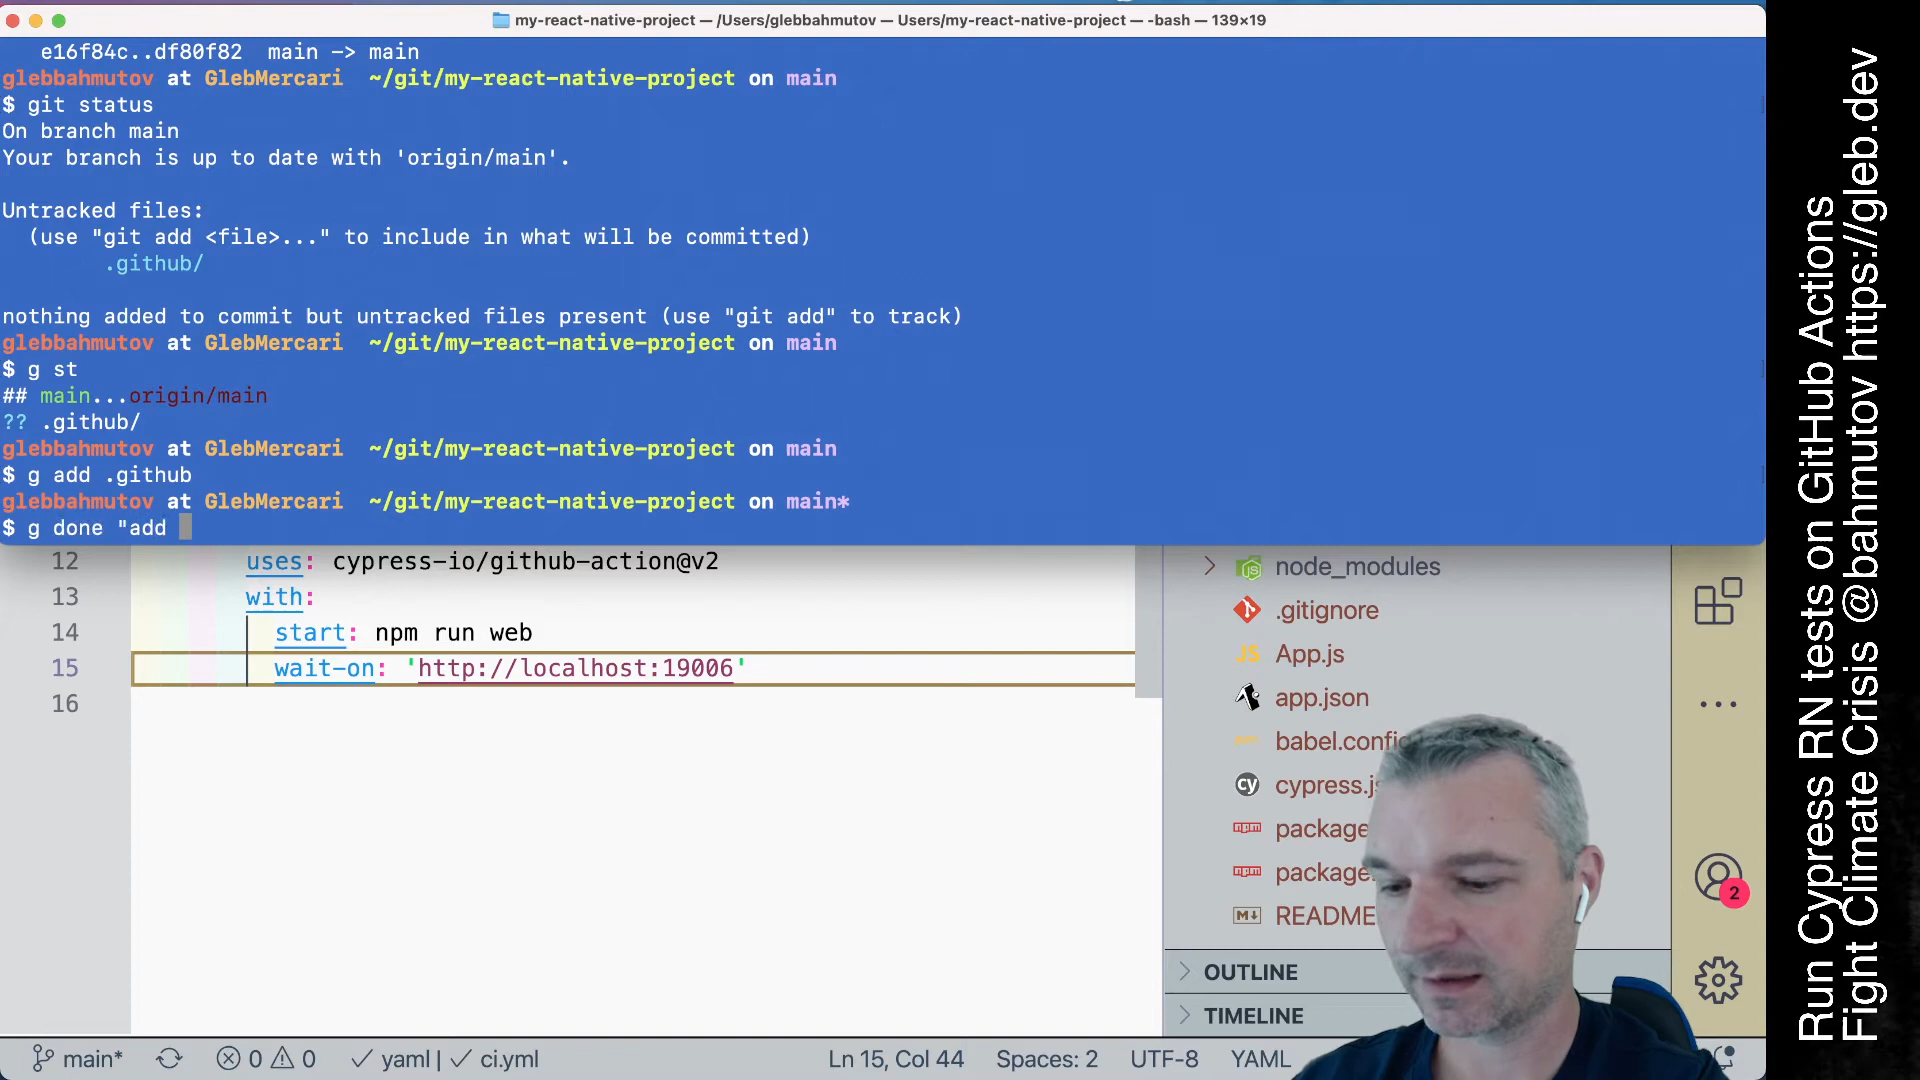 my-react-native-project — /Users/glebbahmutov — Users/my-react-native-project — -bash — 139×19
e16f84c..df80f82  main -> main
glebbahmutov at GlebMercari  ~/git/my-react-native-project on main
$ git status
On branch main
Your branch is up to date with 'origin/main'.
Untracked files:
(use "git add <file>..." to include in what will be committed)
.github/
nothing added to commit but untracked files present (use "git add" to track)
glebbahmutov at GlebMercari  ~/git/my-react-native-project on main
$ g st
## main...origin/main
?? .github/
glebbahmutov at GlebMercari  ~/git/my-react-native-project on main
$ g add .github
glebbahmutov at GlebMercari  ~/git/my-react-native-project on main*
$ g done "add
12 uses: cypress-io/github-action@v2
13 with:
14 start: npm run web
15 wait-on: 'http://localhost:19006'
16
node_modules
.gitignore
JS App.js
app.json
babel.config
cy cypress.js
package
package.
README
OUTLINE
TIMELINE
2
main* 0 0 yaml | ci.yml Ln 15, Col 44 Spaces: 2 UTF-8 YAML
Run Cypress RN tests on GitHub Actions
Fight Climate Crisis @bahmutov https://gleb.dev